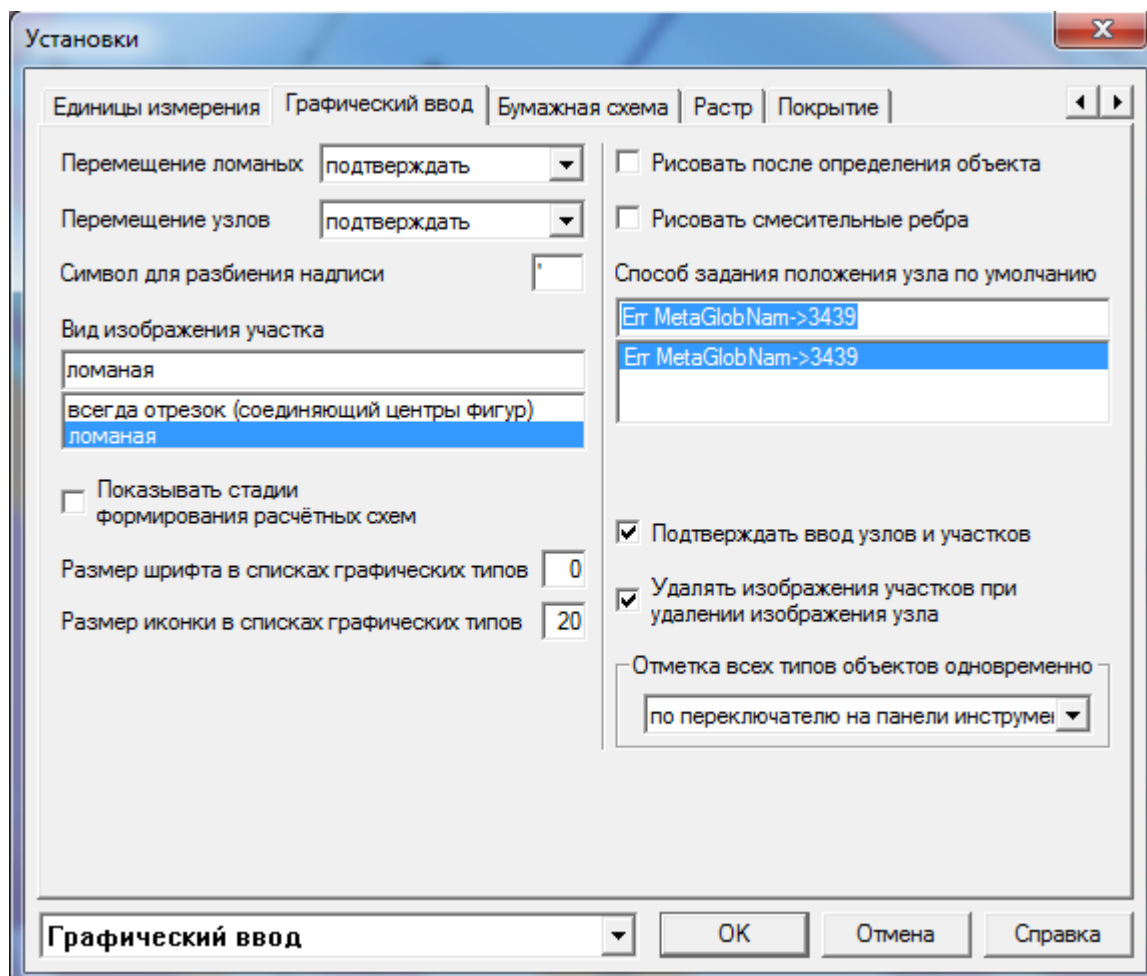 Установки
Единицы измерения
Графический ввод
Бумажная схема
Растр
Покрытие
Перемещение ломаных
подтверждать
Перемещение узлов
подтверждать
Символ для разбиения надписи
'
Вид изображения участка
ломаная
всегда отрезок (соединяющий центры фигур)
ломаная
Показывать стадии
формирования расчётных схем
Размер шрифта в списках графических типов
0
Размер иконки в списках графических типов
20
Рисовать после определения объекта
Рисовать смесительные ребра
Способ задания положения узла по умолчанию
Err MetaGlobNam->3439
Err MetaGlobNam->3439
Подтверждать ввод узлов и участков
Удалять изображения участков при
удалении изображения узла
Отметка всех типов объектов одновременно
по переключателю на панели инструмен
Графический ввод
OK
Отмена
Справка